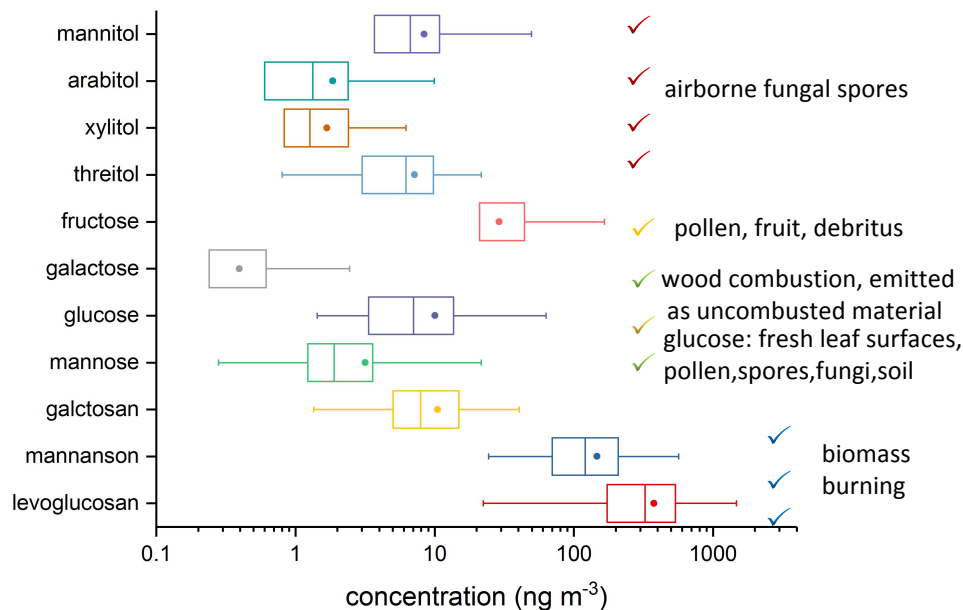 mannitol
arabitol
airborne fungal spores
xylitol
threitol
fructose
pollen, fruit, debritus
galactose
wood combustion, emitted
glucose
as uncombusted material
glucose: fresh leaf surfaces,
mannose
pollen,spores,fungi,soil
galctosan
mannanson
biomass
burning
levoglucosan
0.1 1 10 100 1000
concentration (ng m⁻³)